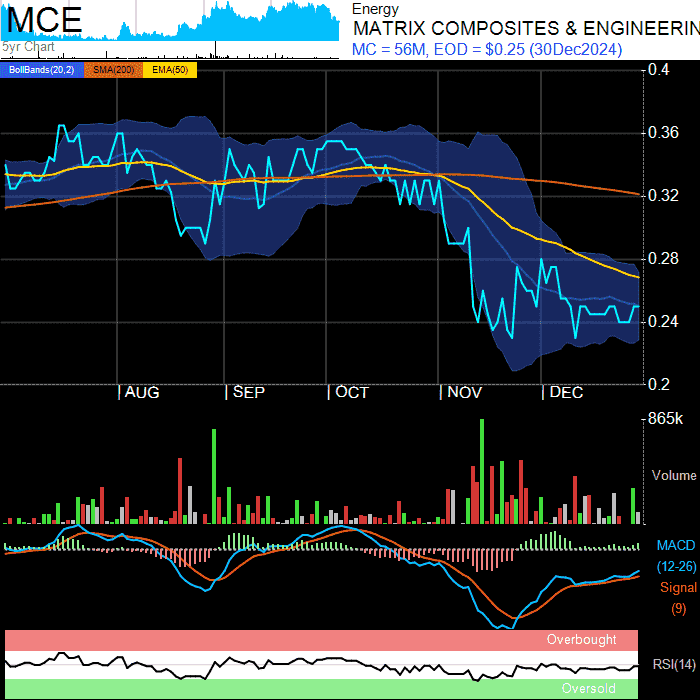 MCE
5yr Chart
Energy
MATRIX COMPOSITES & ENGINEERIN
MC = 56M, EOD = $0.25 (30Dec2024)
BollBands(20,2) SMA(200) EMA(50)
0.4
0.36
0.32
0.28
0.24
0.2
AUG SEP OCT NOV DEC
865k
Volume
MACD
(12-26)
Signal
(9)
Overbought
RSI(14)
Oversold